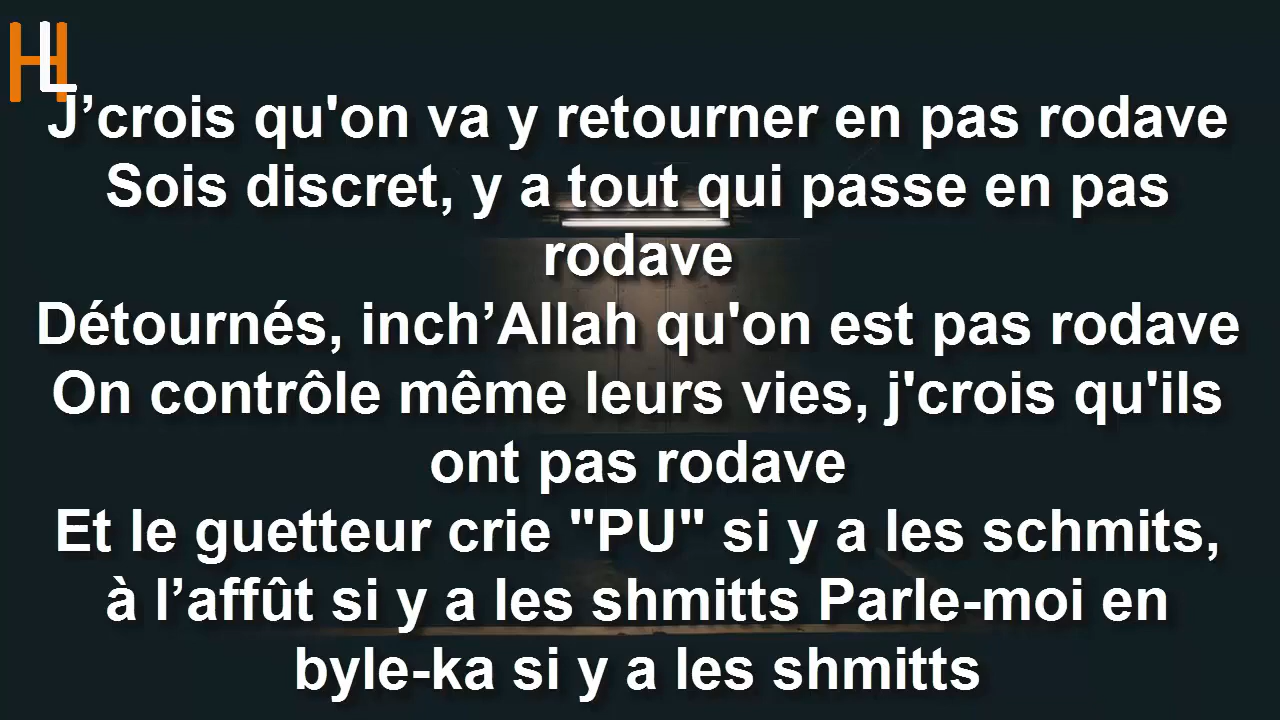 HL
J’crois qu'on va y retourner en pas rodave
Sois discret, y a tout qui passe en pas
rodave
Détournés, inch’Allah qu'on est pas rodave
On contrôle même leurs vies, j'crois qu'ils
ont pas rodave
Et le guetteur crie "PU" si y a les schmits,
à l’affût si y a les shmitts Parle-moi en
byle-ka si y a les shmitts